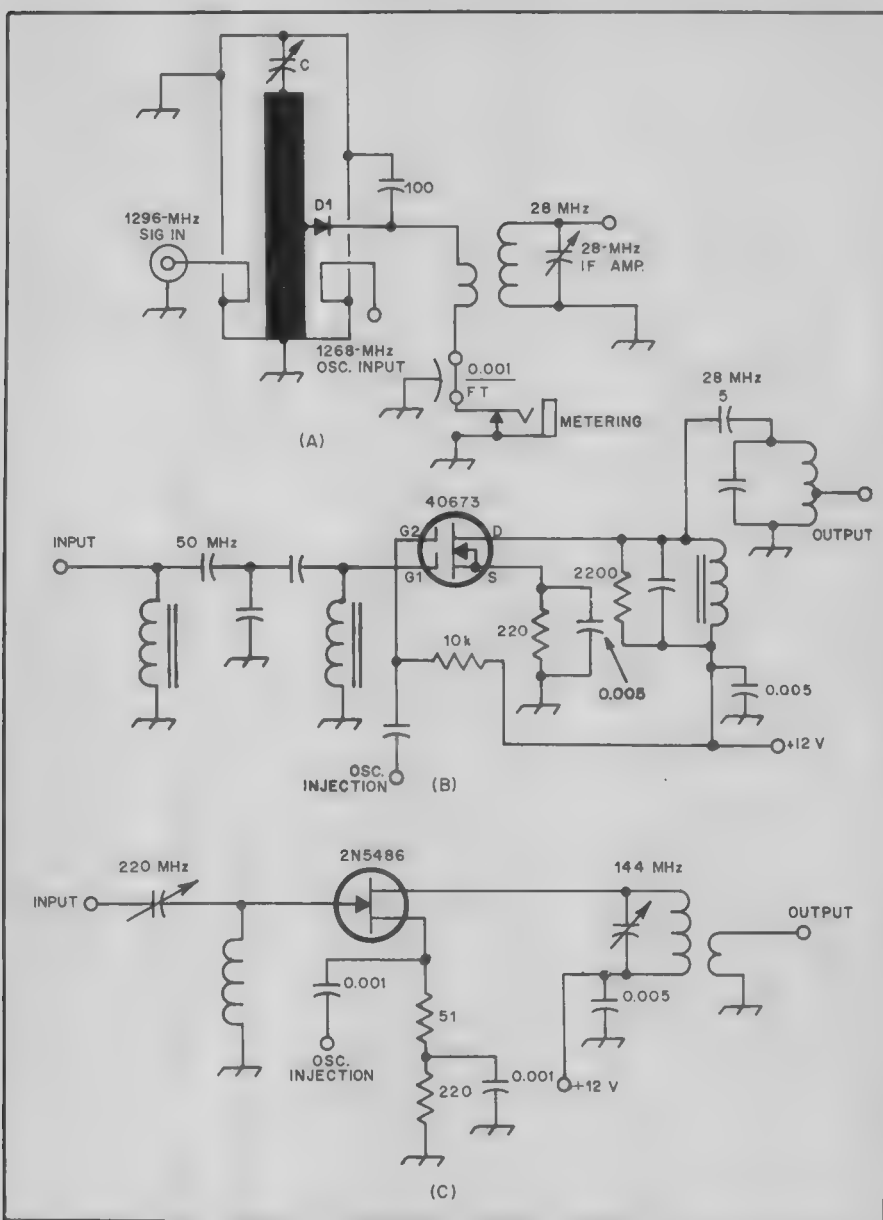 C
100
D1
1296-MHz
SIG IN
28 MHz
28-MHz
IF AMP.
1268-MHz
OSC. INPUT
0.001
FT
METERING
(A)
28 MHz
5
OUTPUT
40673
INPUT
50 MHz
G2
G1
D
S
2200
220
10k
0.005
0.005
+12 V
OSC.
INJECTION
(B)
2N5486
220 MHz
144 MHz
INPUT
OUTPUT
0.001
51
0.005
OSC.
INJECTION
220
0.001
+12 V
(C)